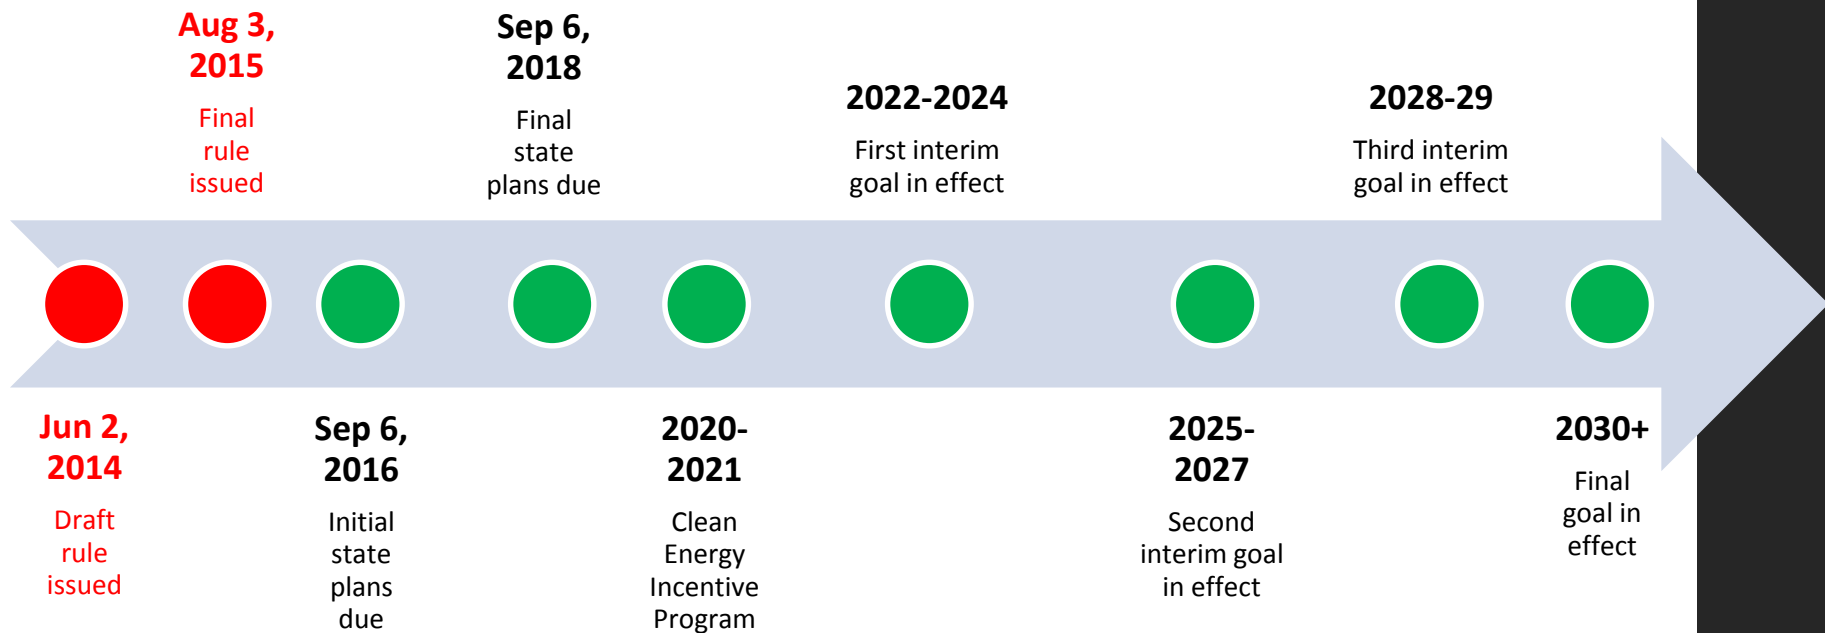 Aug 3,
2015
Final
rule
issued
Sep 6,
2018
Final
state
plans due
2022-2024
First interim
goal in effect
2028-29
Third interim
goal in effect
Jun 2,
2014
Draft
rule
issued
Sep 6,
2016
Initial
state
plans
due
2020-
2021
Clean
Energy
Incentive
Program
2025-
2027
Second
interim goal
in effect
2030+
Final
goal in
effect